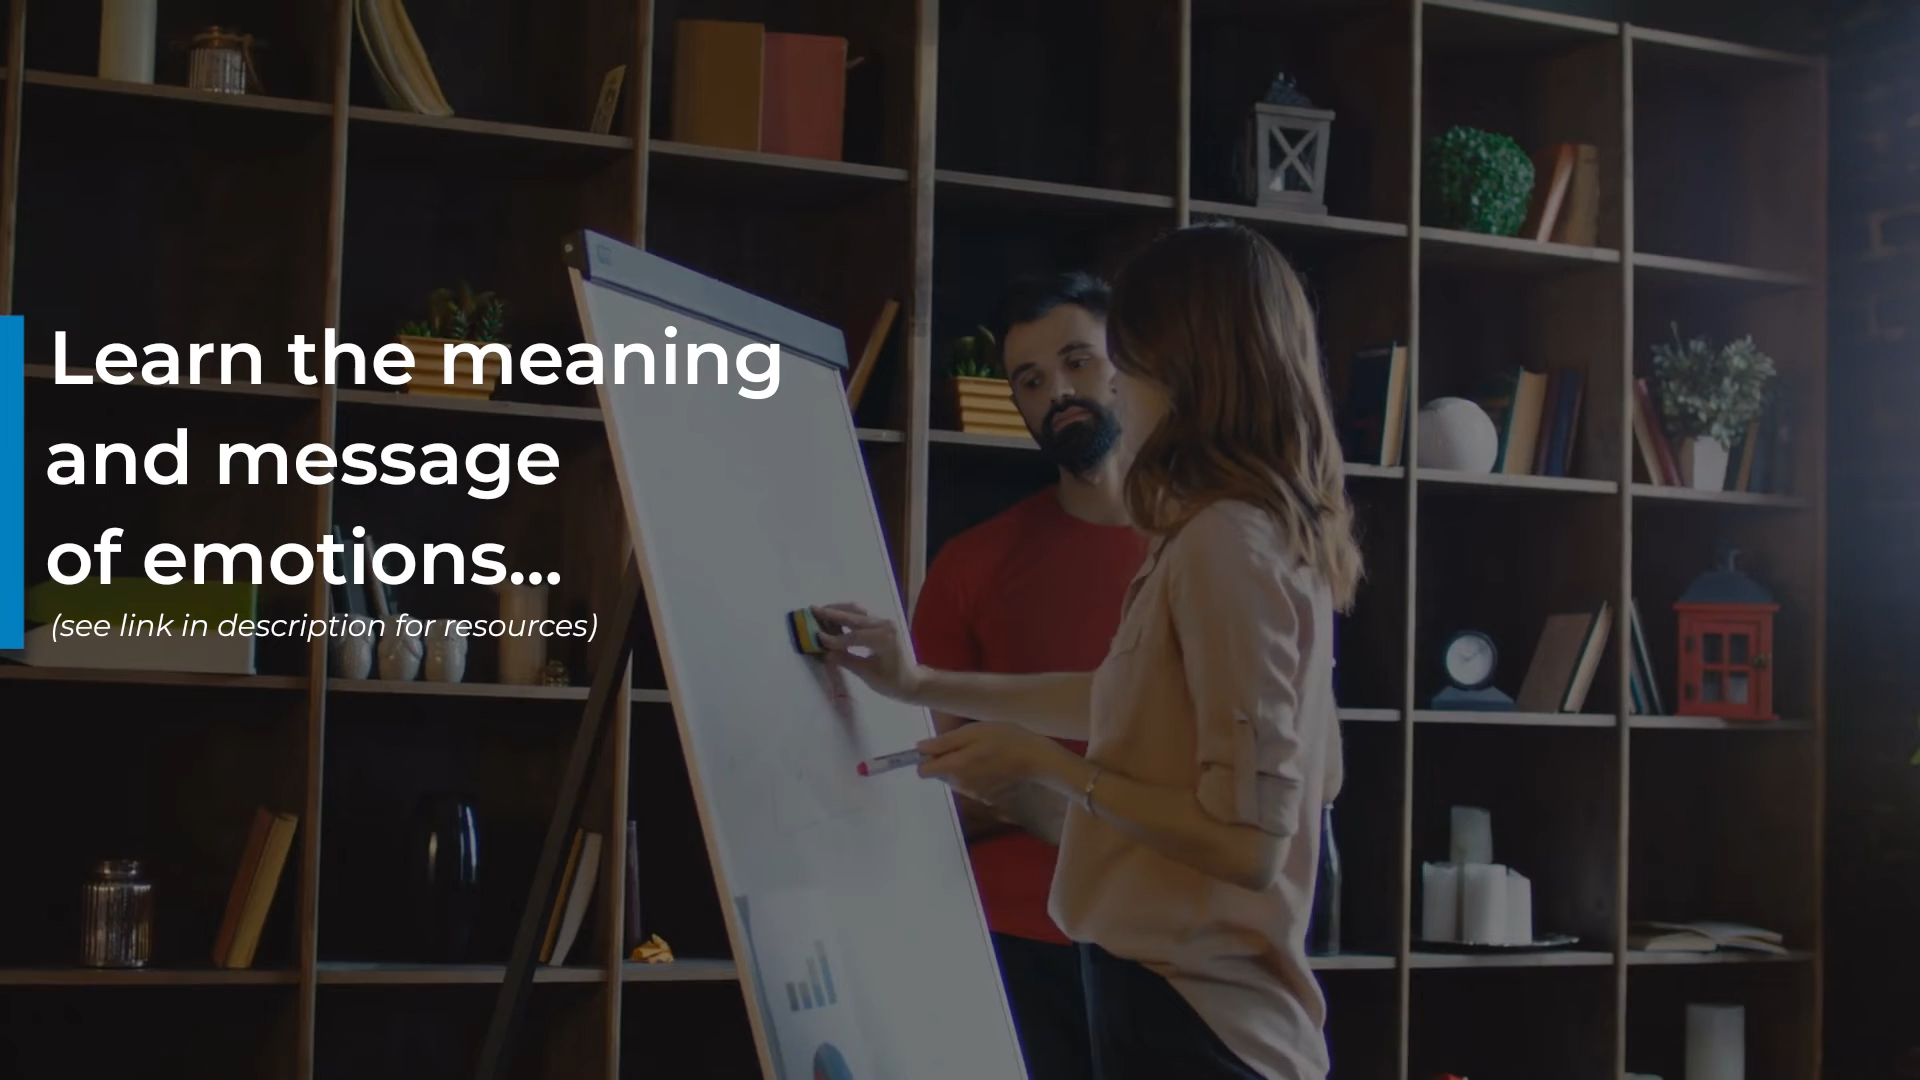 Learn the meaning
and message
of emotions...
(see link in description for resources)